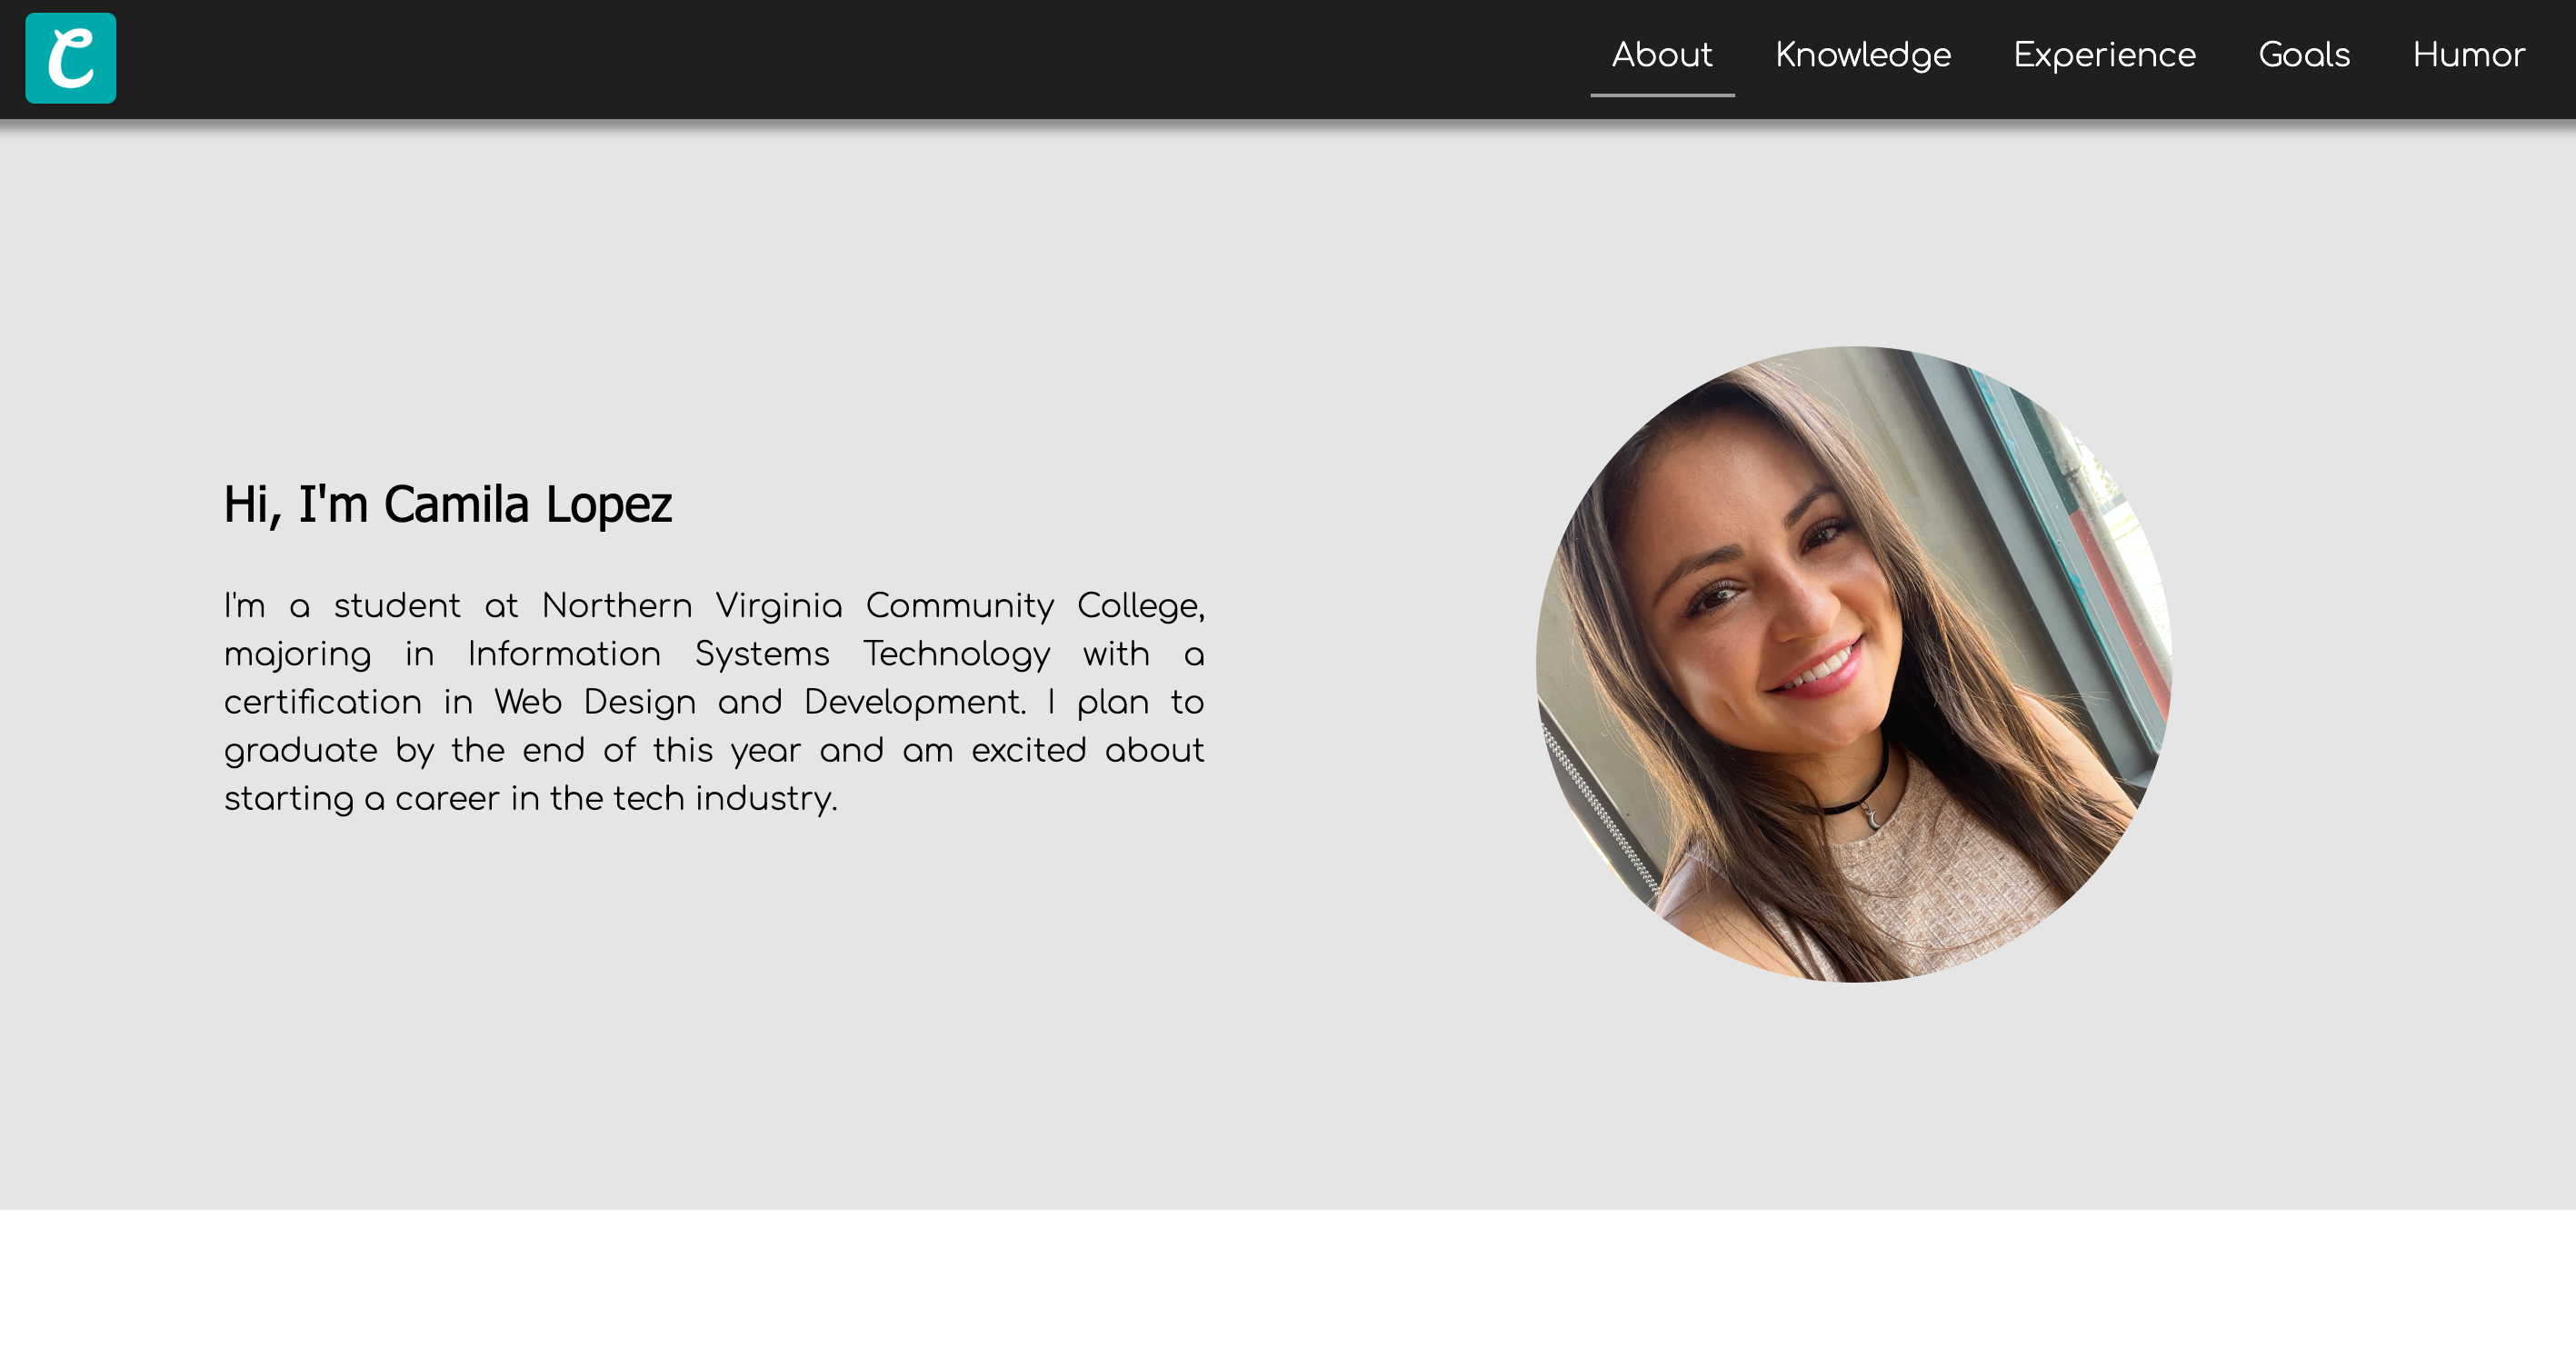 C
About Knowledge Experience Goals Humor
Hi, I'm Camila Lopez
I'm a student at Northern Virginia Community College,
majoring in Information Systems Technology with a
certification in Web Design and Development. I plan to
graduate by the end of this year and am excited about
starting a career in the tech industry.